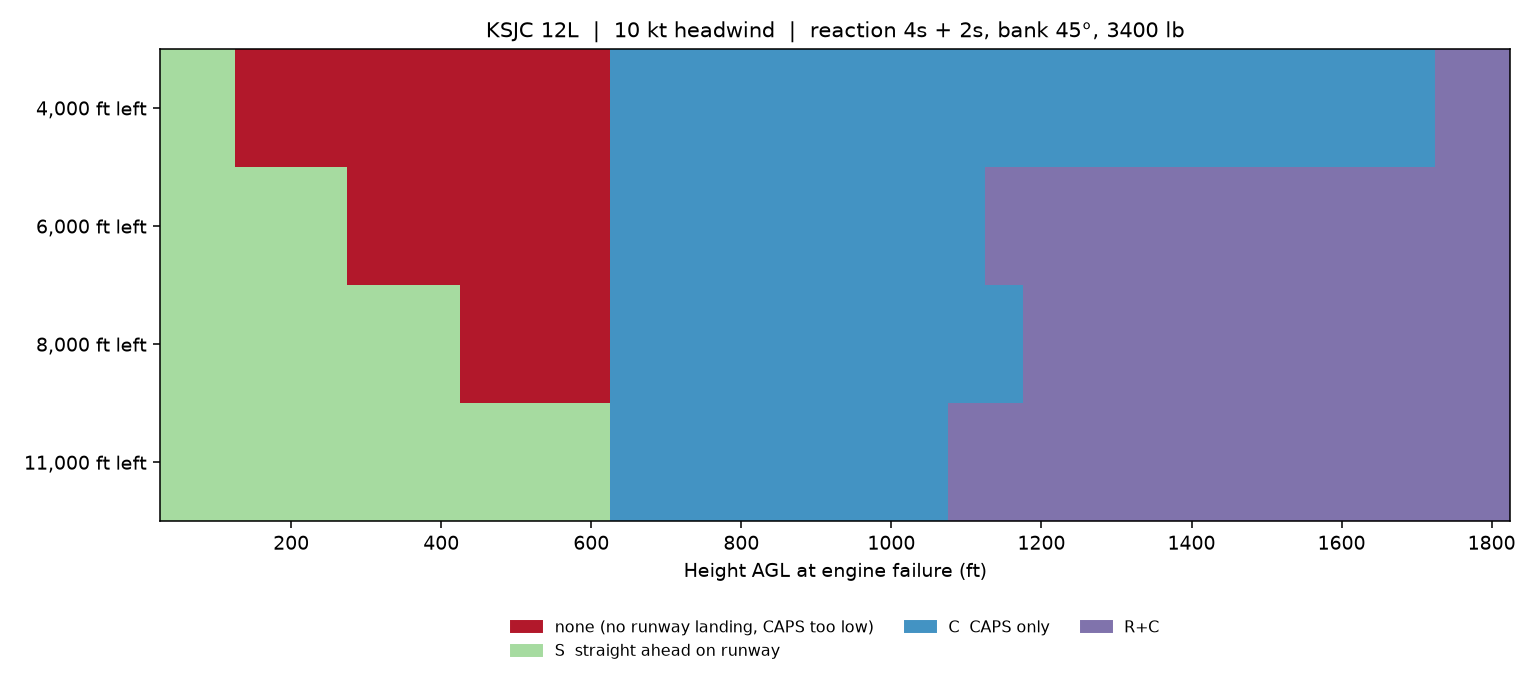 KSJC 12L | 10 kt headwind | reaction 4s + 2s, bank 45°, 3400 lb
4,000 ft left
6,000 ft left
8,000 ft left
11,000 ft left
200 400 600 800 1000 1200 1400 1600 1800
Height AGL at engine failure (ft)
none (no runway landing, CAPS too low) C CAPS only R+C
S straight ahead on runway